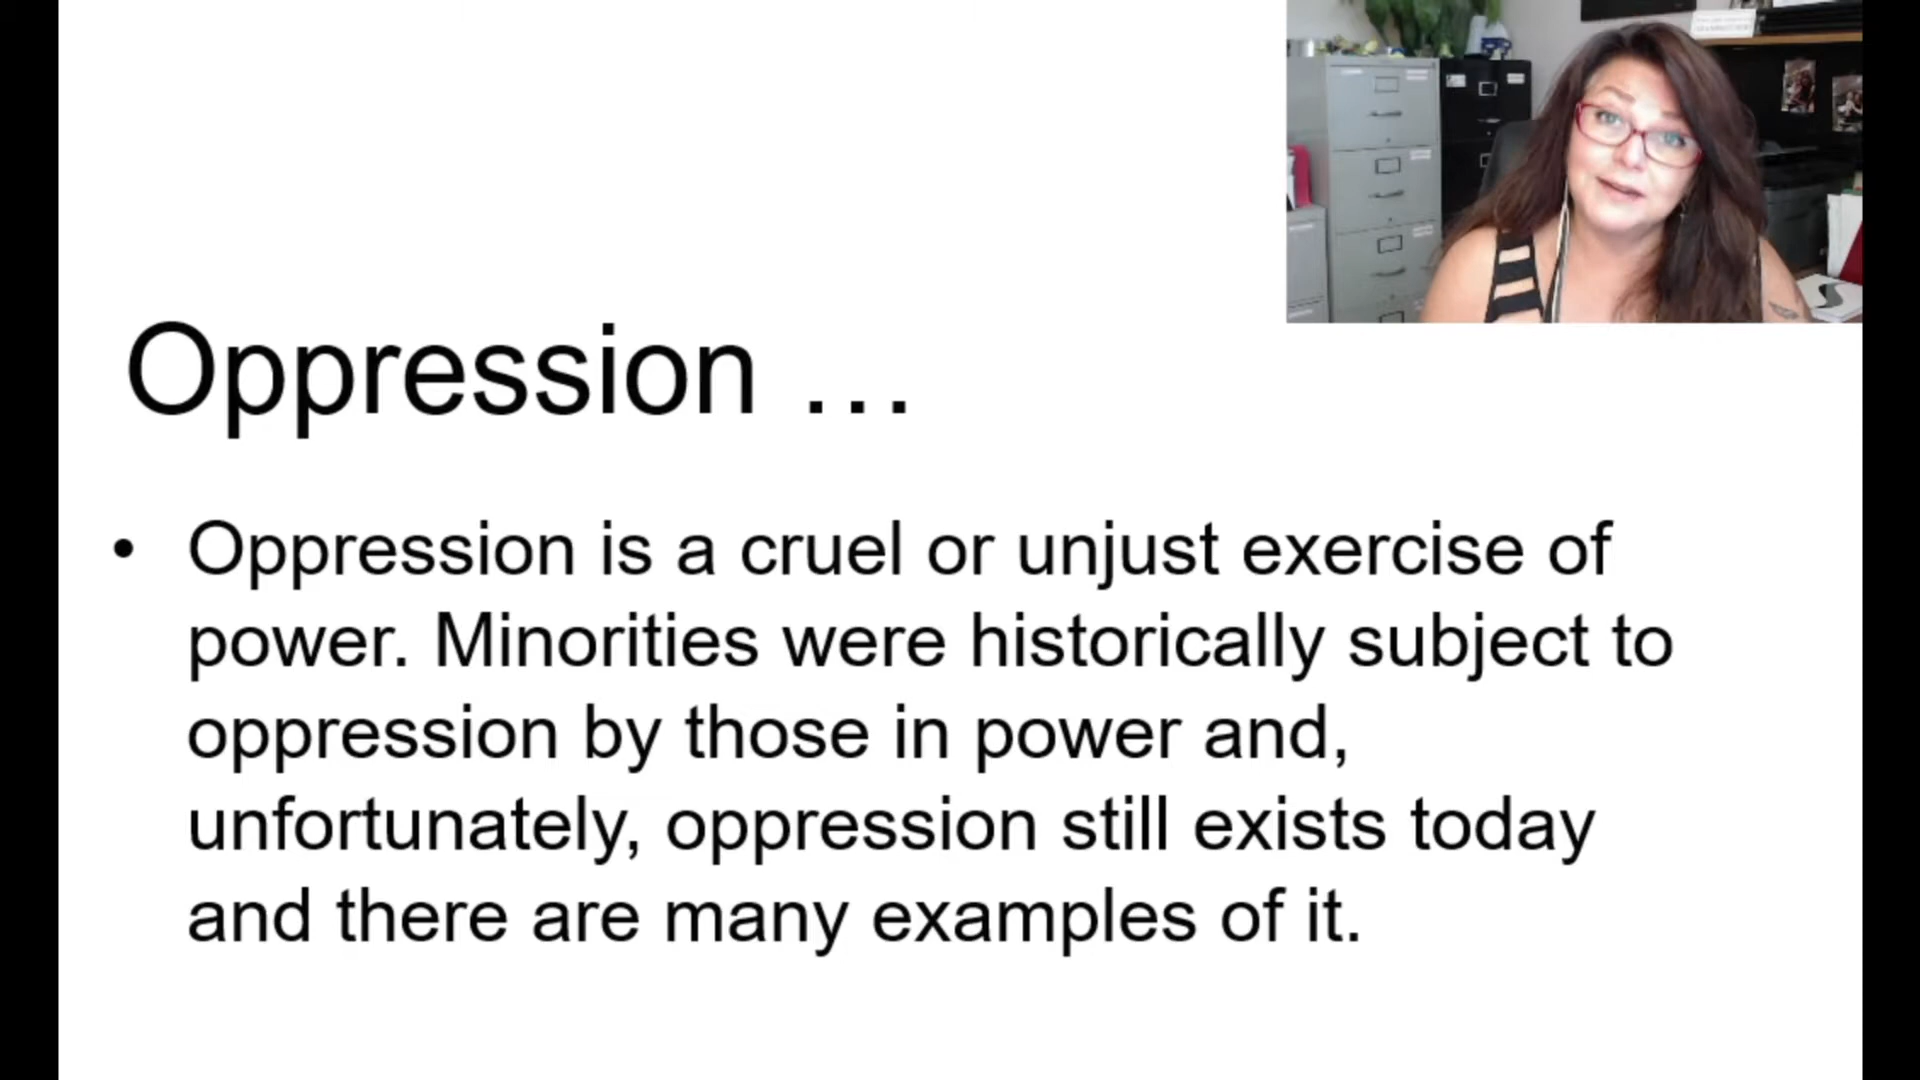 Oppression …
• Oppression is a cruel or unjust exercise of
power. Minorities were historically subject to
oppression by those in power and,
unfortunately, oppression still exists today
and there are many examples of it.